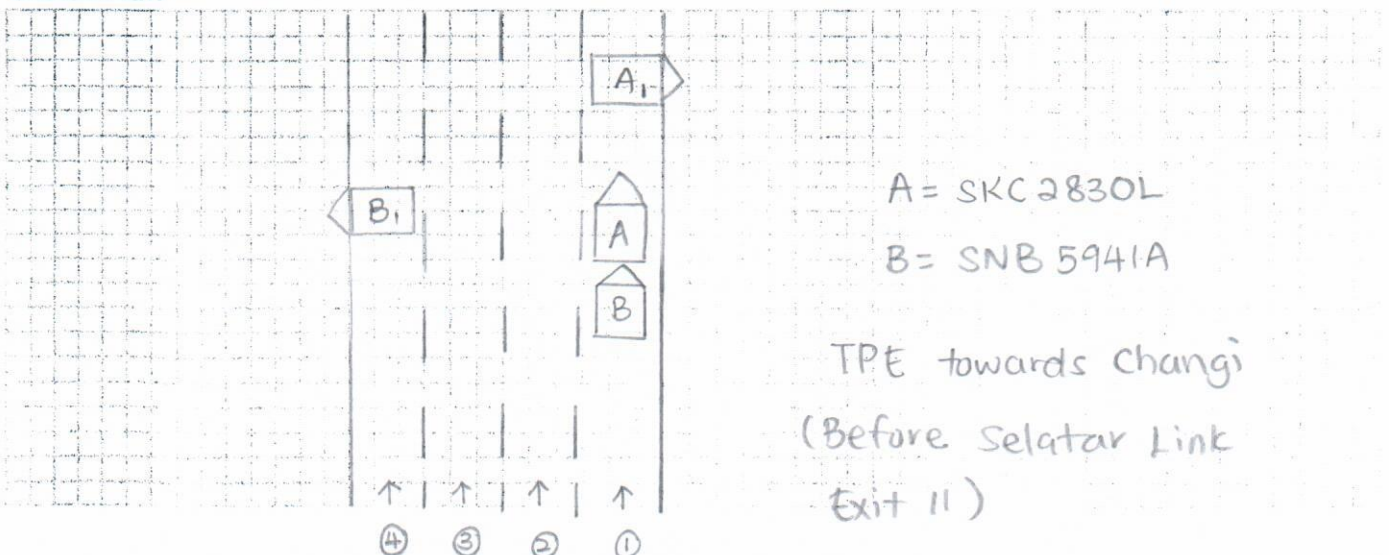 A₁
B₁
A
B
A = SKC 2830L
B = SNB 5941A
TPE towards Changi
(Before Selatar Link
Exit 11)
④ ③ ② ①